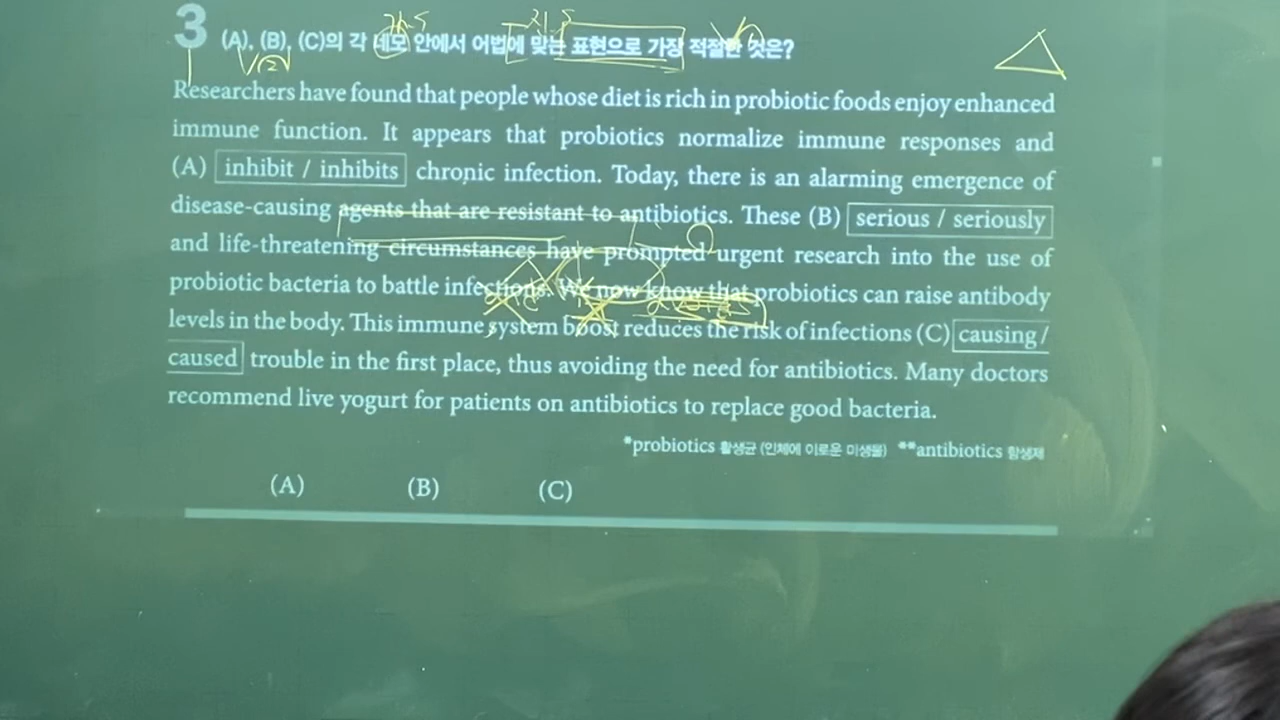 3 (A), (B), (C)의 각 네모 안에서 어법에 맞는 표현으로 가장 적절한 것은?
Researchers have found that people whose diet is rich in probiotic foods enjoy enhanced
immune function. It appears that probiotics normalize immune responses and
(A) inhibit / inhibits chronic infection. Today, there is an alarming emergence of
disease-causing agents that are resistant to antibiotics. These (B) serious / seriously
and life-threatening circumstances have prompted urgent research into the use of
probiotic bacteria to battle infections. We now know that probiotics can raise antibody
levels in the body. This immune system boost reduces the risk of infections (C) causing /
caused trouble in the first place, thus avoiding the need for antibiotics. Many doctors
recommend live yogurt for patients on antibiotics to replace good bacteria.
*probiotics 활생균 (인체에 이로운 미생물) **antibiotics 항생제
(A) (B) (C)